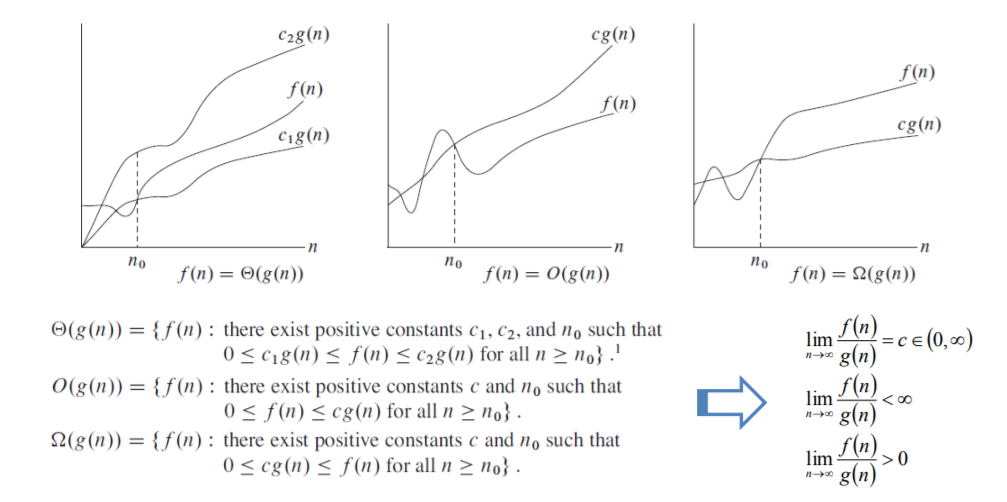 c₂g(n)
f(n)
c₁g(n)
n
n₀
f(n) = Θ(g(n))
cg(n)
f(n)
n
n₀
f(n) = O(g(n))
f(n)
cg(n)
n
n₀
f(n) = Ω(g(n))
Θ(g(n)) = {f(n) : there exist positive constants c₁, c₂, and n₀ such that
0 ≤ c₁g(n) ≤ f(n) ≤ c₂g(n) for all n ≥ n₀} .¹
O(g(n)) = {f(n) : there exist positive constants c and n₀ such that
0 ≤ f(n) ≤ cg(n) for all n ≥ n₀} .
Ω(g(n)) = {f(n) : there exist positive constants c and n₀ such that
0 ≤ cg(n) ≤ f(n) for all n ≥ n₀} .
lim n→∞ f(n)/g(n) = c ∈ (0,∞)
lim n→∞ f(n)/g(n) < ∞
lim n→∞ f(n)/g(n) > 0